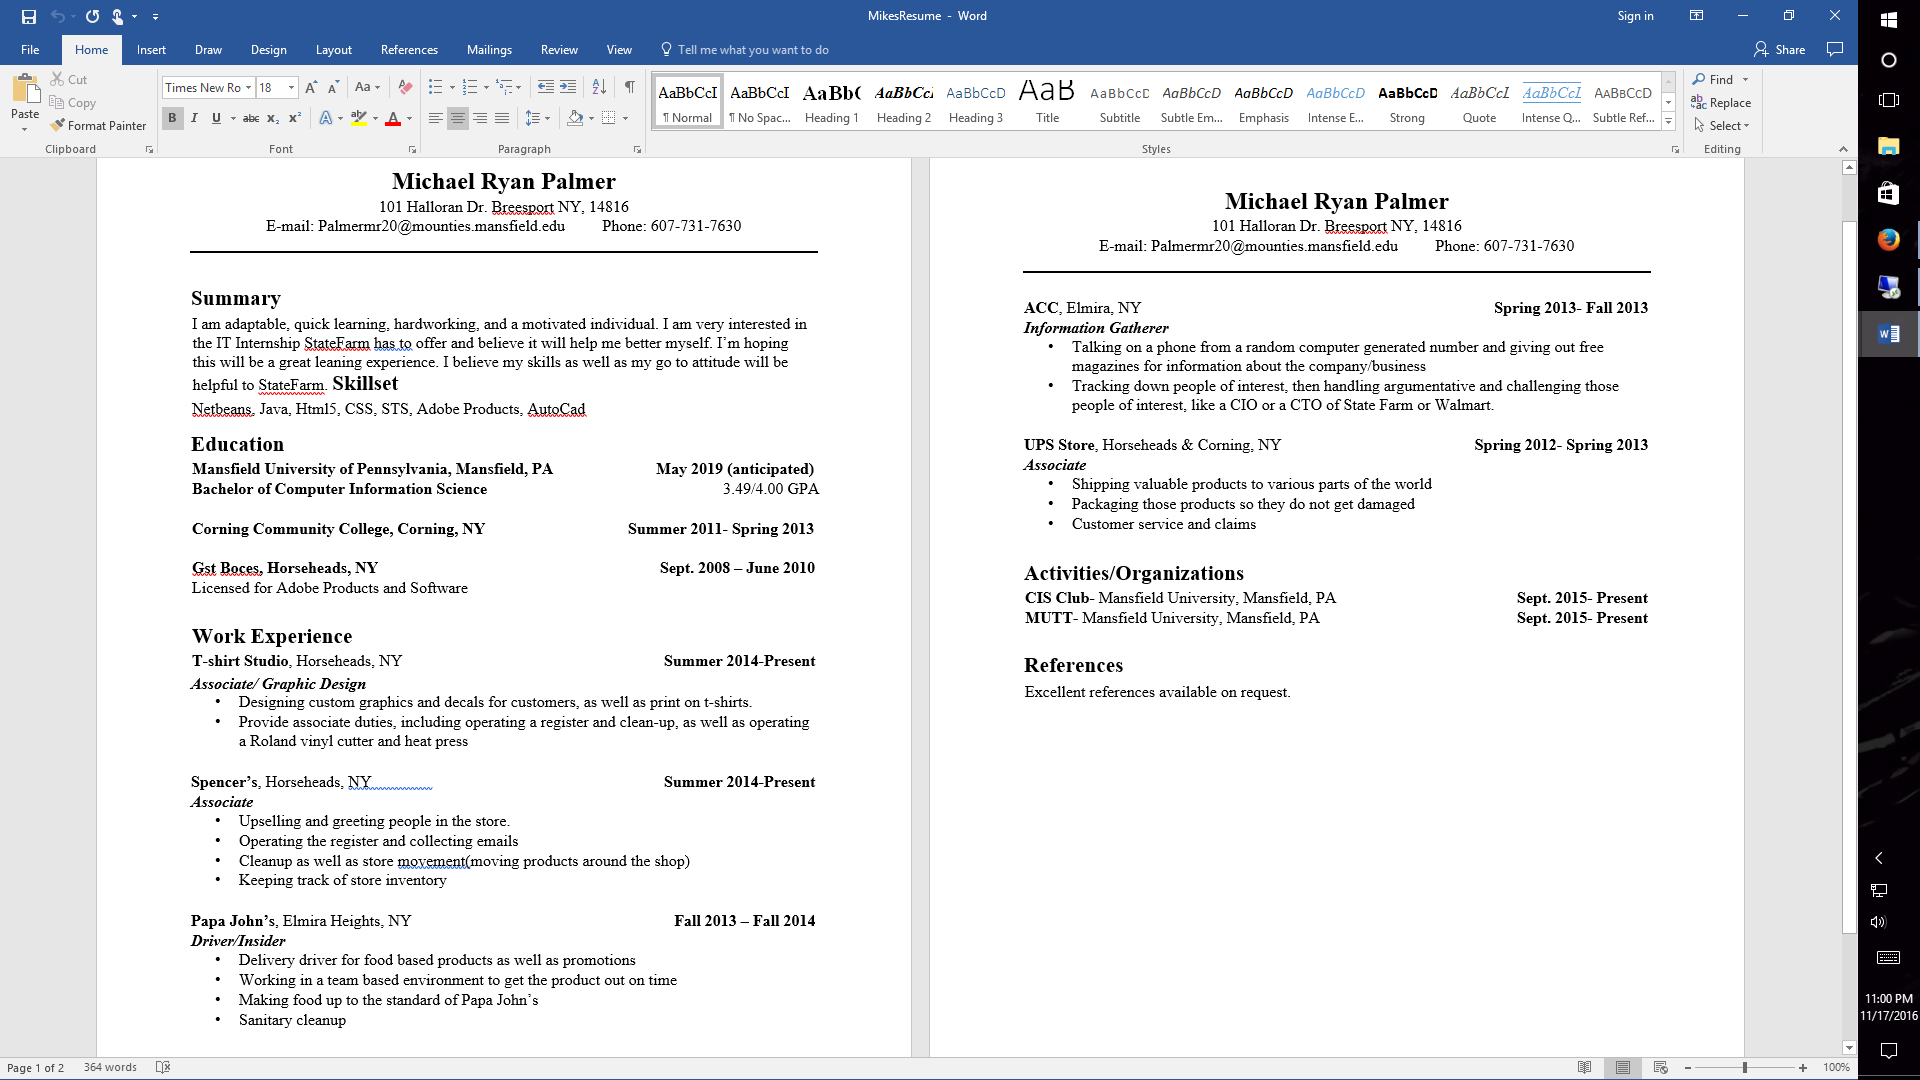 MikesResume - Word
Sign in
File Home Insert Draw Design Layout References Mailings Review View Tell me what you want to do Share
Paste
Cut
Copy
Format Painter
Clipboard
Times New Ro 18
Font
Paragraph
AaBbCcI AaBbCcI AaBb( AaBbCcI AaBbCcD AaB AaBbCcD AaBbCcD AaBbCcD AaBbCcD AaBbCcD AaBbCcL AaBbCcI AaBbCcD
¶ Normal ¶ No Spac... Heading 1 Heading 2 Heading 3 Title Subtitle Subtle Em... Emphasis Intense E... Strong Quote Intense Q... Subtle Ref...
Styles
Find
Replace
Select
Editing
Michael Ryan Palmer
101 Halloran Dr. Breesport NY, 14816
E-mail: Palmermr20@mounties.mansfield.edu Phone: 607-731-7630
Summary
I am adaptable, quick learning, hardworking, and a motivated individual. I am very interested in
the IT Internship StateFarm has to offer and believe it will help me better myself. I'm hoping
this will be a great leaning experience. I believe my skills as well as my go to attitude will be
helpful to StateFarm. Skillset
Netbeans, Java, Html5, CSS, STS, Adobe Products, AutoCad
Education
Mansfield University of Pennsylvania, Mansfield, PA May 2019 (anticipated)
Bachelor of Computer Information Science 3.49/4.00 GPA
Corning Community College, Corning, NY Summer 2011- Spring 2013
Gst Boces, Horseheads, NY Sept. 2008 – June 2010
Licensed for Adobe Products and Software
Work Experience
T-shirt Studio, Horseheads, NY Summer 2014-Present
Associate/ Graphic Design
• Designing custom graphics and decals for customers, as well as print on t-shirts.
• Provide associate duties, including operating a register and clean-up, as well as operating
a Roland vinyl cutter and heat press
Spencer's, Horseheads, NY Summer 2014-Present
Associate
• Upselling and greeting people in the store.
• Operating the register and collecting emails
• Cleanup as well as store movement(moving products around the shop)
• Keeping track of store inventory
Papa John's, Elmira Heights, NY Fall 2013 – Fall 2014
Driver/Insider
• Delivery driver for food based products as well as promotions
• Working in a team based environment to get the product out on time
• Making food up to the standard of Papa John's
• Sanitary cleanup
Michael Ryan Palmer
101 Halloran Dr. Breesport NY, 14816
E-mail: Palmermr20@mounties.mansfield.edu Phone: 607-731-7630
ACC, Elmira, NY Spring 2013- Fall 2013
Information Gatherer
• Talking on a phone from a random computer generated number and giving out free
magazines for information about the company/business
• Tracking down people of interest, then handling argumentative and challenging those
people of interest, like a CIO or a CTO of State Farm or Walmart.
UPS Store, Horseheads & Corning, NY Spring 2012- Spring 2013
Associate
• Shipping valuable products to various parts of the world
• Packaging those products so they do not get damaged
• Customer service and claims
Activities/Organizations
CIS Club- Mansfield University, Mansfield, PA Sept. 2015- Present
MUTT- Mansfield University, Mansfield, PA Sept. 2015- Present
References
Excellent references available on request.
Page 1 of 2 364 words
100%
11:00 PM
11/17/2016